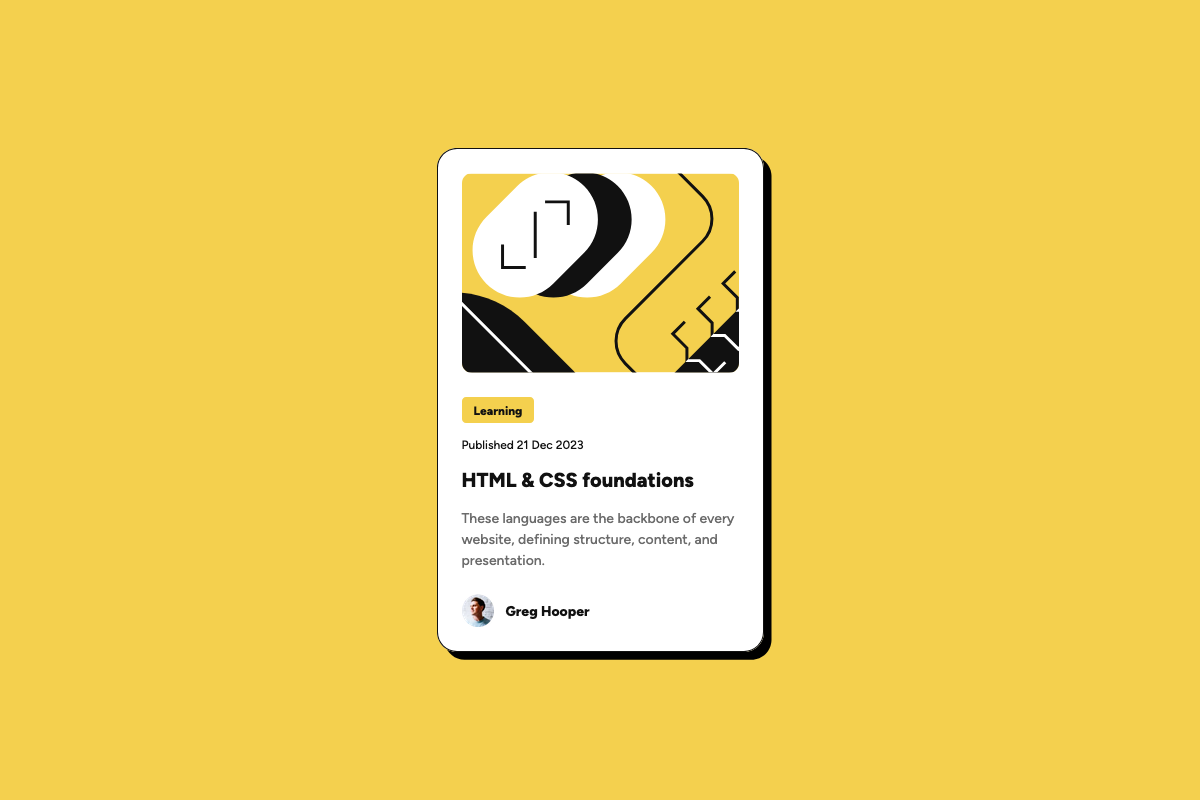 Learning
Published 21 Dec 2023
HTML & CSS foundations
These languages are the backbone of every
website, defining structure, content, and
presentation.
Greg Hooper